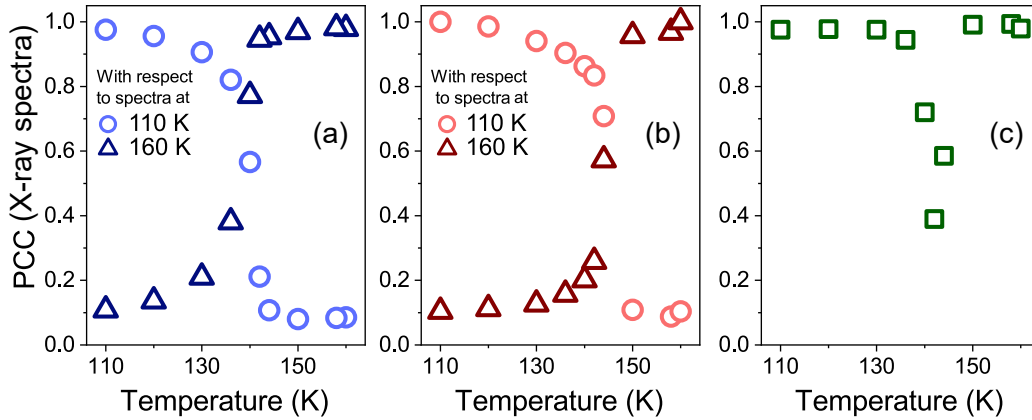 PCC (X-ray spectra)
1.0
0.8
0.6
0.4
0.2
0.0
With respect
to spectra at
110 K
160 K
(a)
110
130
150
Temperature (K)
1.0
0.8
0.6
0.4
0.2
0.0
With respect
to spectra at
110 K
160 K
(b)
110
130
150
Temperature (K)
1.0
0.8
0.6
0.4
0.2
0.0
(c)
110
130
150
Temperature (K)